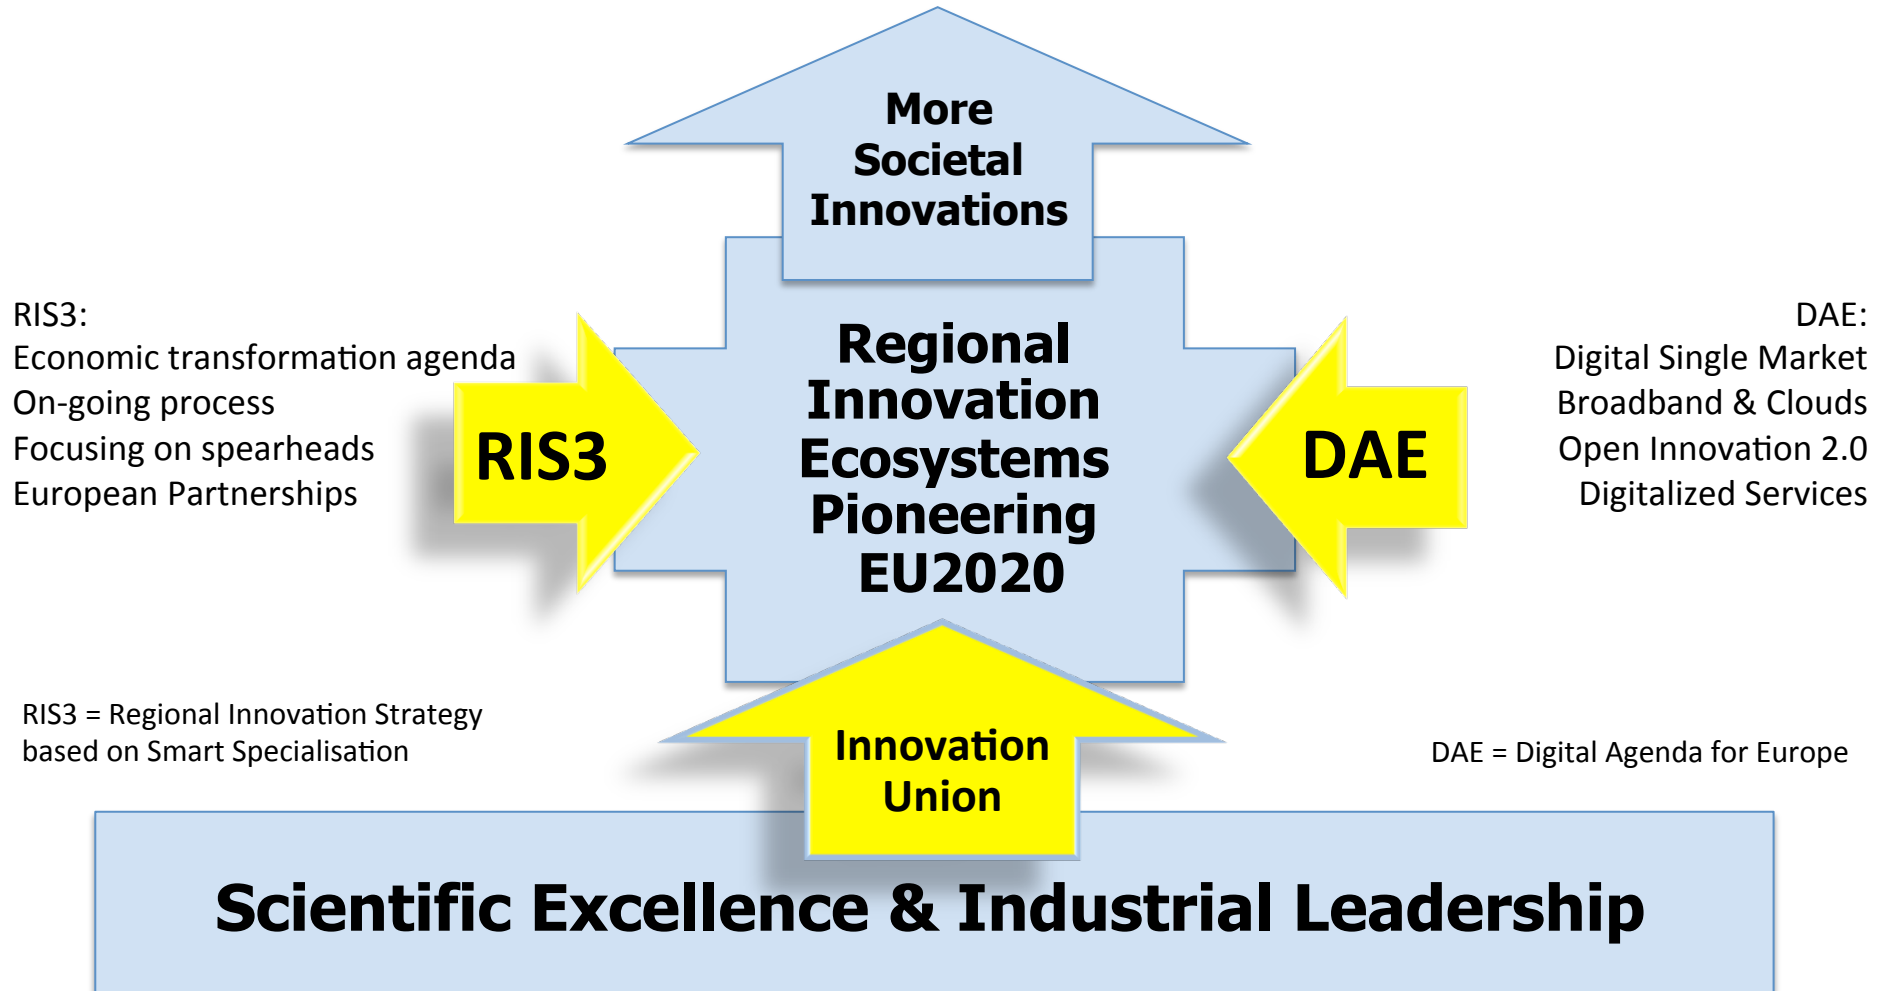 More
Societal
Innovations
RIS3:
Economic transformation agenda
On-going process
Focusing on spearheads
European Partnerships
RIS3
Regional
Innovation
Ecosystems
Pioneering
EU2020
DAE
DAE:
Digital Single Market
Broadband & Clouds
Open Innovation 2.0
Digitalized Services
RIS3 = Regional Innovation Strategy
based on Smart Specialisation
Innovation
Union
DAE = Digital Agenda for Europe
Scientific Excellence & Industrial Leadership